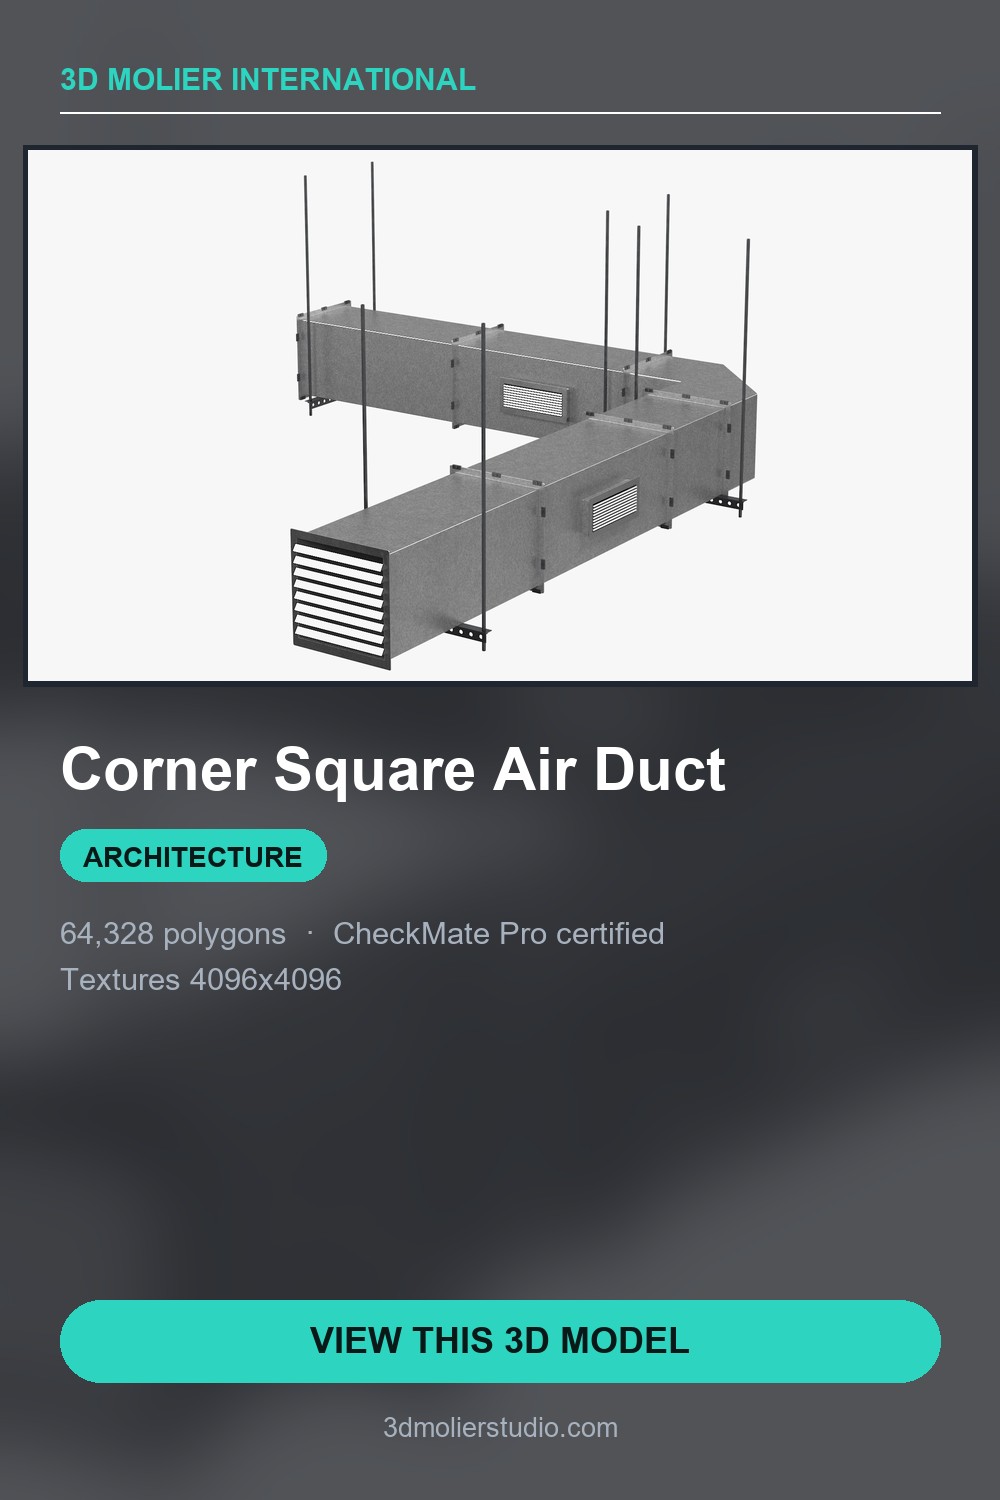 3D MOLIER INTERNATIONAL
Corner Square Air Duct
ARCHITECTURE
64,328 polygons · CheckMate Pro certified
Textures 4096x4096
VIEW THIS 3D MODEL
3dmolierstudio.com